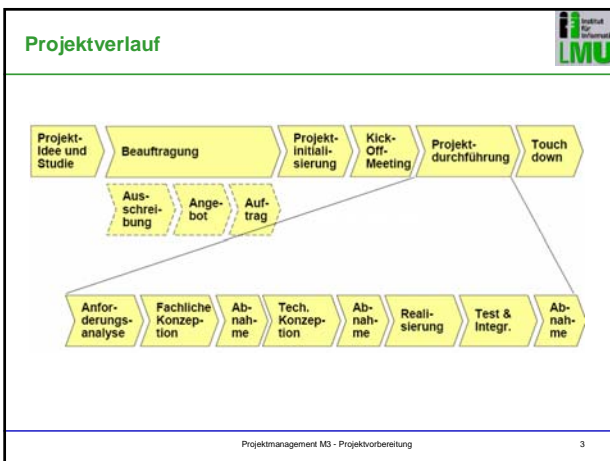 Projektverlauf
Institut
für
Informatik
LMU
Projekt-
Idee und
Studie
Beauftragung
Projekt-
initiali-
sierung
Kick-
Off-
Meeting
Projekt-
durchführung
Touch
down
Aus-
schrei-
bung
Ange-
bot
Auf-
trag
Anfor-
derungs-
analyse
Fachliche
Konzep-
tion
Ab-
nah-
me
Tech.
Konzep-
tion
Ab-
nah-
me
Reali-
sierung
Test &
Integr.
Ab-
nah-
me
Projektmanagement M3 - Projektvorbereitung
3